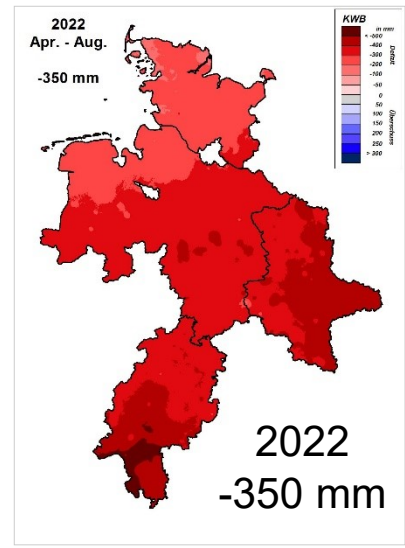 2022
Apr. - Aug.
-350 mm
KWB
in mm
< -500
-400
-300
-200
-100
-50
0
50
100
150
200
250
> 300
Defizit
Überschuss
2022
-350 mm